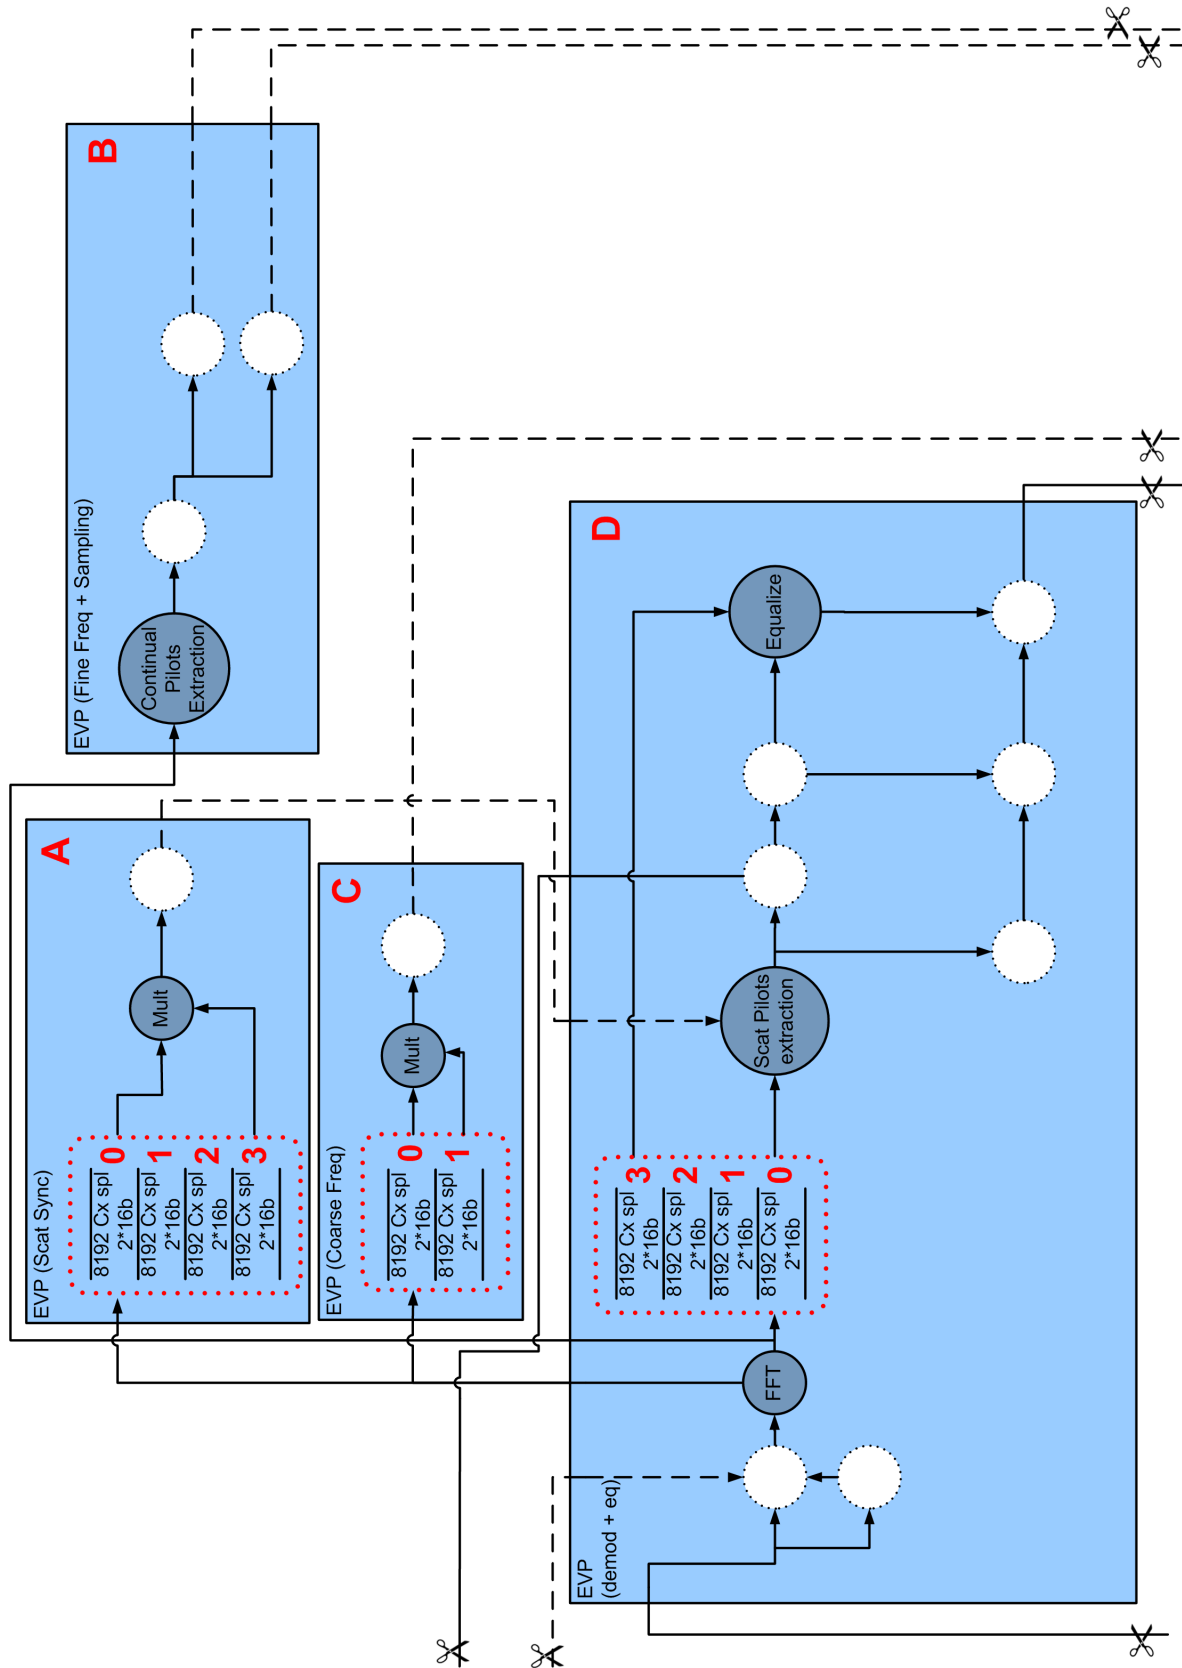 EVP (Scat Sync)
A
8192 Cx spl
2*16b
0
8192 Cx spl
2*16b
1
8192 Cx spl
2*16b
2
8192 Cx spl
2*16b
3
Mult
EVP (Fine Freq + Sampling)
B
Continual
Pilots
Extraction
EVP (Coarse Freq)
C
8192 Cx spl
2*16b
0
8192 Cx spl
2*16b
1
Mult
EVP
(demod + eq)
D
FFT
8192 Cx spl
2*16b
3
8192 Cx spl
2*16b
2
8192 Cx spl
2*16b
1
8192 Cx spl
2*16b
0
Scat Pilots
extraction
Equalize